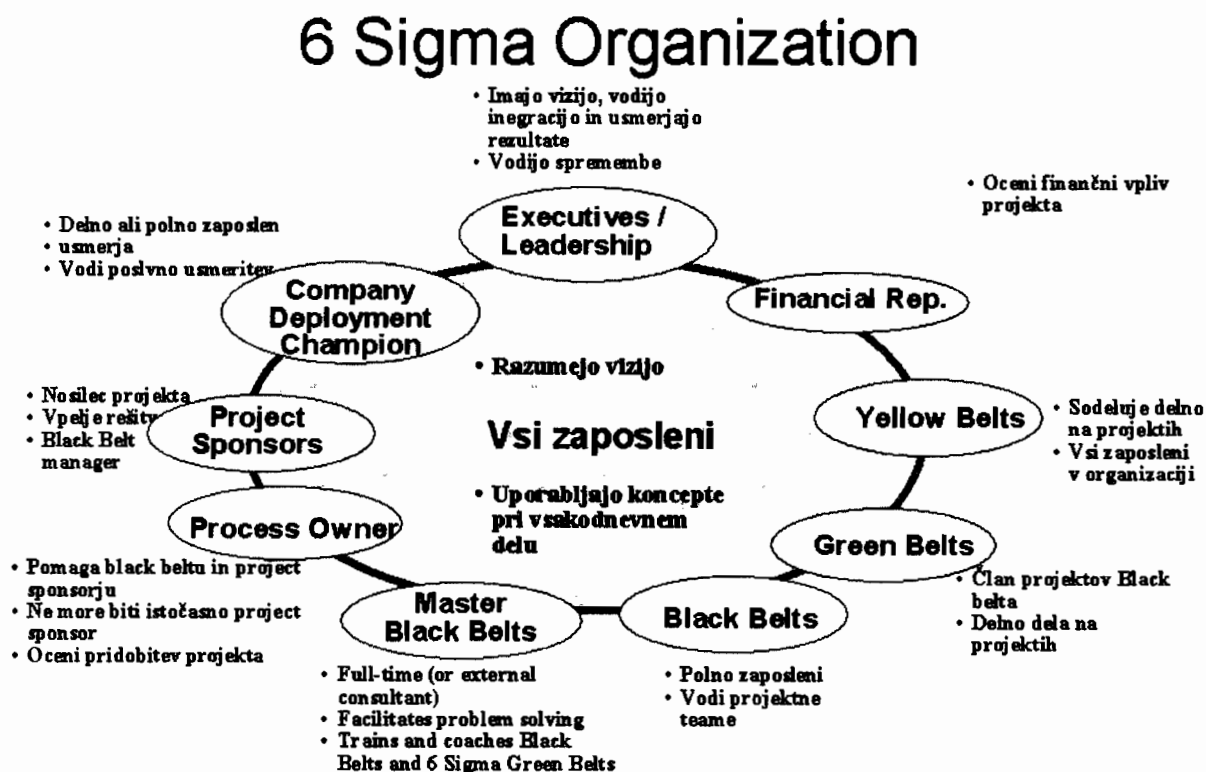 6 Sigma Organization
• Imajo vizijo, vodijo
inegracijo in usmerjajo
rezultate
• Vodijo spremembe
• Oceni finančni vpliv
projekta
Executives /
Leadership
• Delno ali polno zaposlen
• usmerja
• Vodi poslvno usmeritev
Company
Deployment
Champion
Financial Rep.
• Razumejo vizijo
• Nosilec projekta
• Vpelje rešitv
• Black Belt
manager
Project
Sponsors
Vsi zaposleni
Yellow Belts
• Sodeluje delno
na projektih
• Vsi zaposleni
v organizaciji
• Uporabljajo koncepte
pri vsakodnevnem
delu
Process Owner
Green Belts
• Pomaga black beltu in project
sponsorju
• Ne more biti istočasno project
sponsor
• Oceni pridobitev projekta
• Član projektov Black
belta
• Delno dela na
projektih
Master
Black Belts
Black Belts
• Full-time (or external
consultant)
• Facilitates problem solving
• Trains and coaches Black
Belts and 6 Sigma Green Belts
• Polno zaposleni
• Vodi projektne
teame